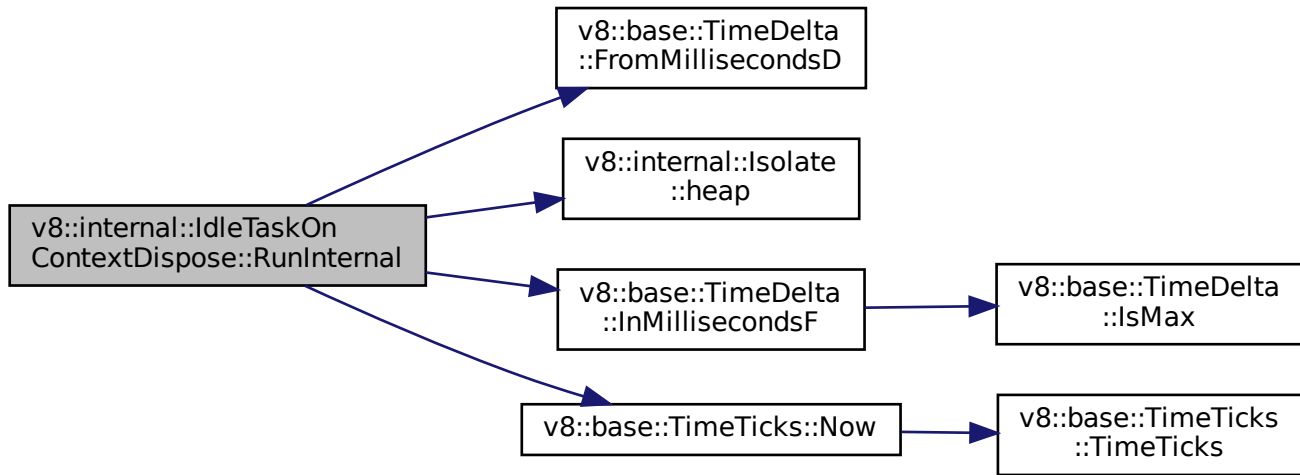 v8::base::TimeDelta
::FromMillisecondsD
v8::internal::Isolate
::heap
v8::internal::IdleTaskOn
ContextDispose::RunInternal
v8::base::TimeDelta
::InMillisecondsF
v8::base::TimeDelta
::IsMax
v8::base::TimeTicks::Now
v8::base::TimeTicks
::TimeTicks